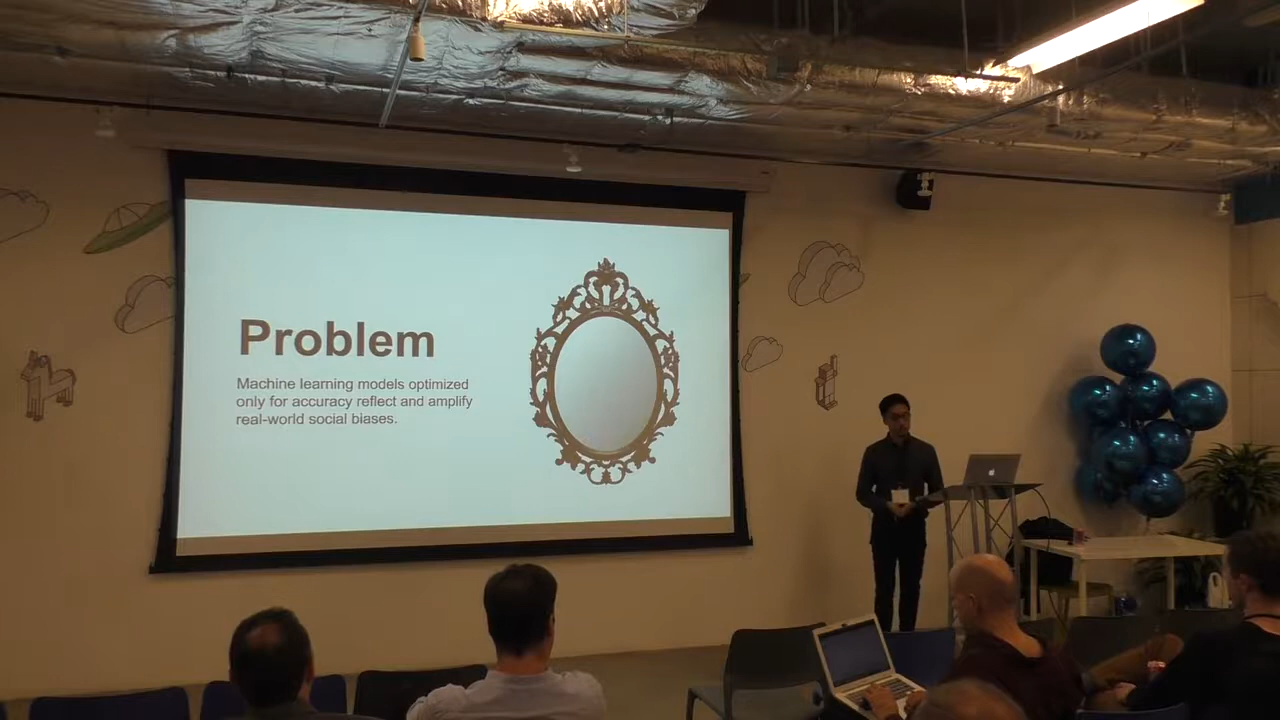 Problem
Machine learning models optimized
only for accuracy reflect and amplify
real-world social biases.